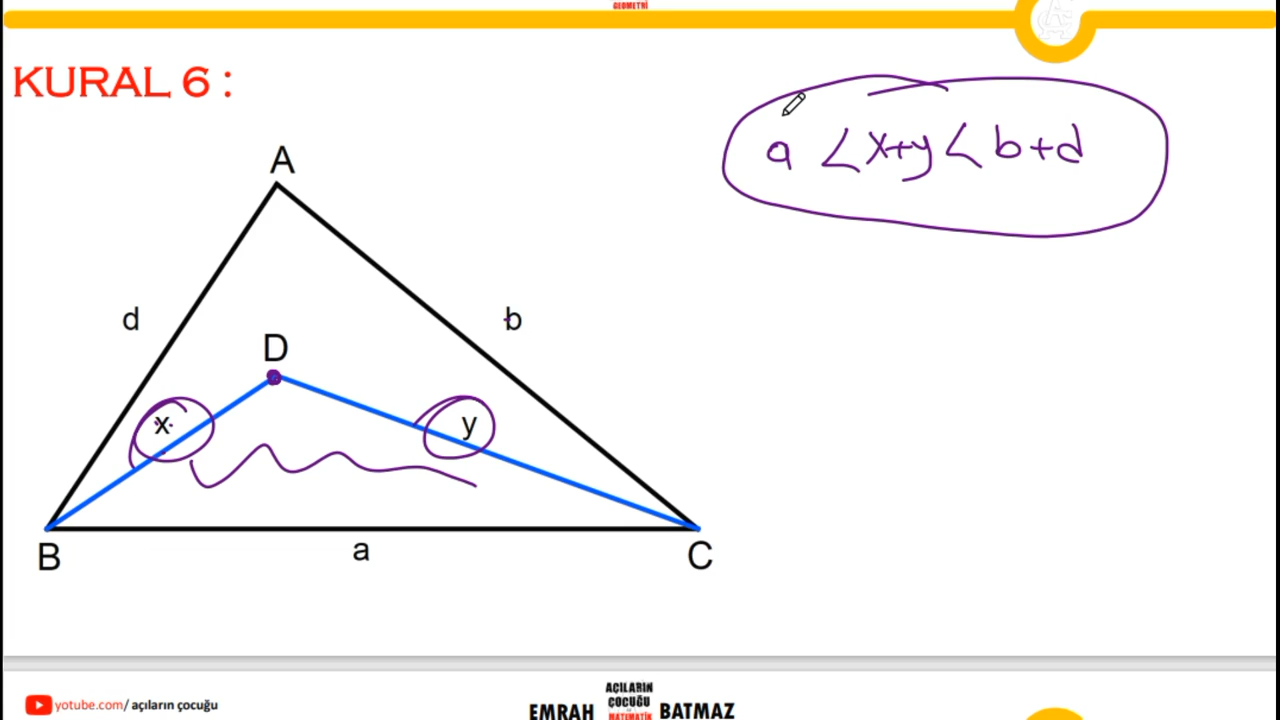 GEOMETRİ
KURAL 6 :
a < x+y < b+d
A
d
b
D
x
y
B
a
C
yotube.com/ açıların çocuğu
EMRAH
AÇILARIN
ÇOCUĞU
MATEMATİK
BATMAZ